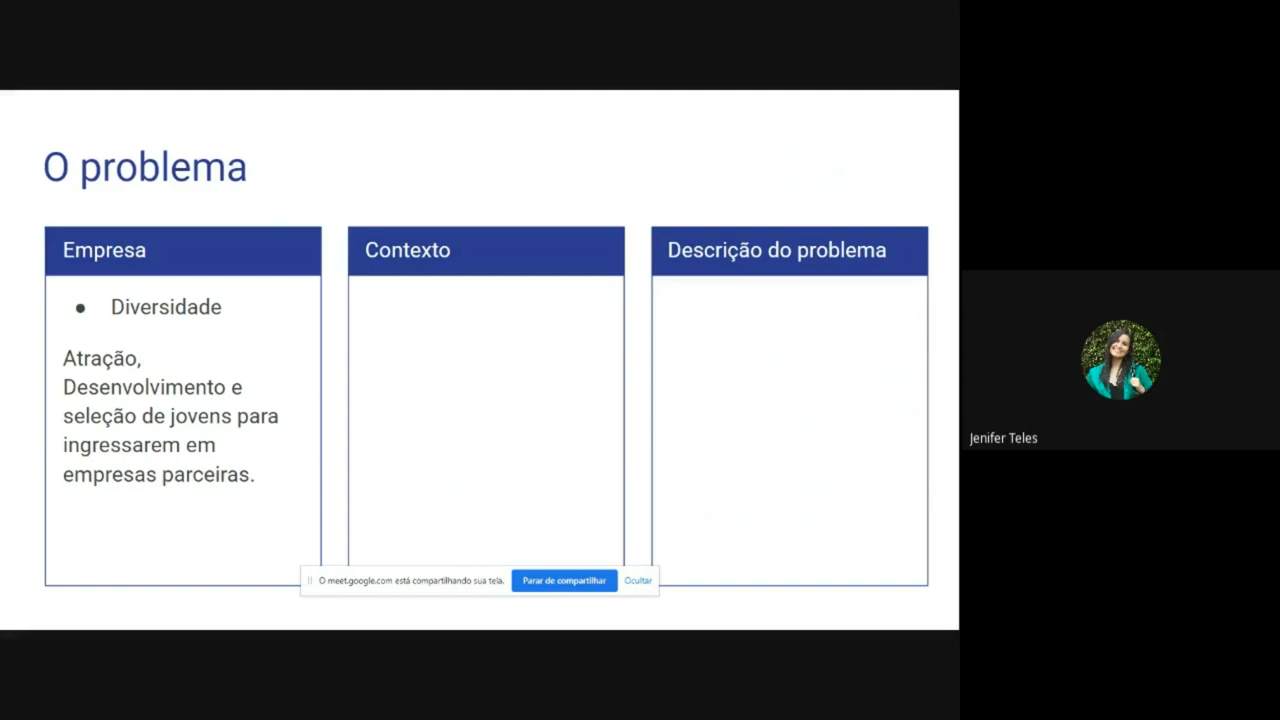 O problema
Empresa
Contexto
Descrição do problema
● Diversidade
Atração,
Desenvolvimento e
seleção de jovens para
ingressarem em
empresas parceiras.
O meet.google.com está compartilhando sua tela.
Parar de compartilhar
Ocultar
Jenifer Teles